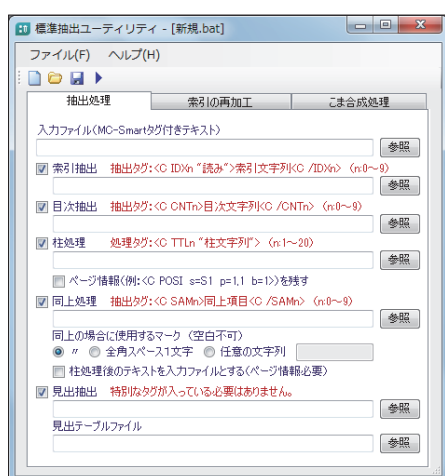 標準抽出ユーティリティ - [新規.bat]
ファイル(F) ヘルプ(H)
抽出処理 索引の再加工 こま合成処理
入力ファイル(MC-Smartタグ付きテキスト)
参照
索引抽出 抽出タグ:<C IDXn "読み">索引文字列<C /IDXn> (n:0～9)
参照
目次抽出 抽出タグ:<C CNTn>目次文字列<C /CNTn> (n:0～9)
参照
柱処理 処理タグ:<C TTLn "柱文字列"> (n:1～20)
参照
ページ情報(例:<C POSI s=S1 p=1,1 b=1>)を残す
同上処理 抽出タグ:<C SAMn>同上項目<C /SAMn> (n:0～9)
参照
同上の場合に使用するマーク (空白不可)
〃 全角スペース1文字 任意の文字列
柱処理後のテキストを入力ファイルとする(ページ情報必要)
見出抽出 特別なタグが入っている必要はありません。
参照
見出テーブルファイル
参照